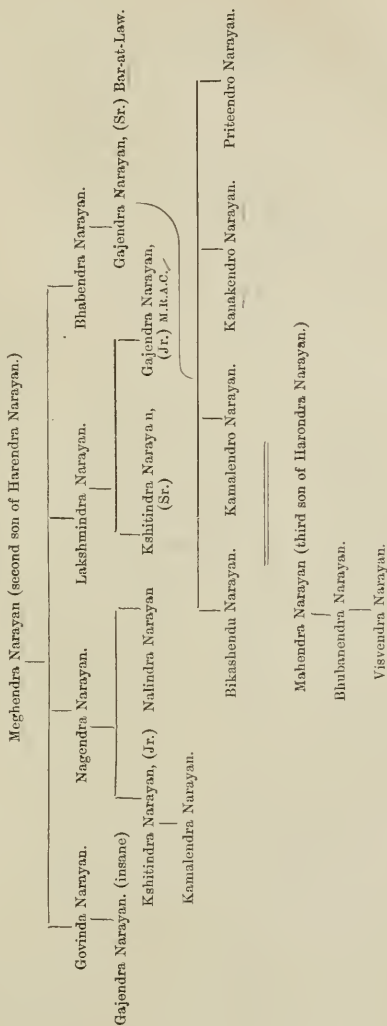 Meghendra Narayan (second son of Harendra Narayan.)
Govinda Narayan. Nagendra Narayan. Lakshmindra Narayan. Bhabendra Narayan.
Gajendra Narayan. (insane) Gajendra Narayan, (Sr.) Bar-at-Law.
Kshitindra Narayan, (Jr.) Nalindra Narayan Kshitindra Narayan, (Sr.) Gajendra Narayan, (Jr.) M.R.A.C.
Kamalendra Narayan.
Bikashendu Narayan. Kamalendro Narayan. Kanakendro Narayan. Priteendro Narayan.
Mahendra Narayan (third son of Harondra Narayan.)
Bhubanendra Narayan.
Visvendra Narayan.